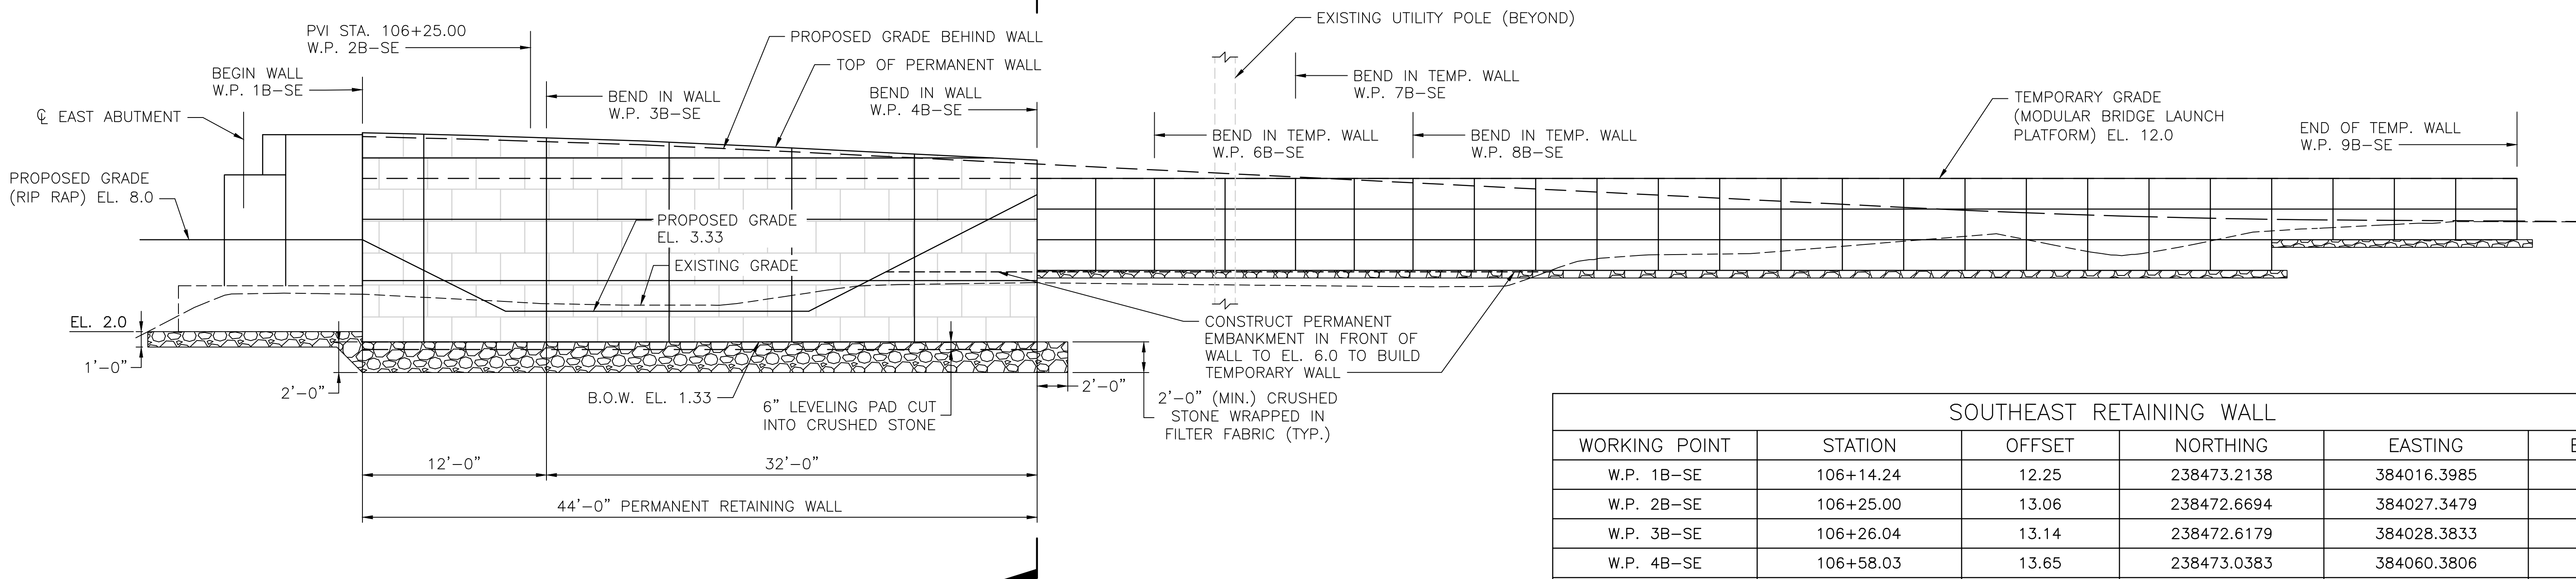 PVI STA. 106+25.00
W.P. 2B-SE
BEGIN WALL
W.P. 1B-SE
℄ EAST ABUTMENT
PROPOSED GRADE
(RIP RAP) EL. 8.0
EL. 2.0
1'-0"
2'-0"
BEND IN WALL
W.P. 3B-SE
PROPOSED GRADE BEHIND WALL
TOP OF PERMANENT WALL
BEND IN WALL
W.P. 4B-SE
PROPOSED GRADE
EL. 3.33
EXISTING GRADE
B.O.W. EL. 1.33
6" LEVELING PAD CUT
INTO CRUSHED STONE
2'-0"
2'-0" (MIN.) CRUSHED
STONE WRAPPED IN
FILTER FABRIC (TYP.)
12'-0"
32'-0"
44'-0" PERMANENT RETAINING WALL
EXISTING UTILITY POLE (BEYOND)
BEND IN TEMP. WALL
W.P. 7B-SE
BEND IN TEMP. WALL
W.P. 6B-SE
BEND IN TEMP. WALL
W.P. 8B-SE
TEMPORARY GRADE
(MODULAR BRIDGE LAUNCH
PLATFORM) EL. 12.0
END OF TEMP. WALL
W.P. 9B-SE
CONSTRUCT PERMANENT
EMBANKMENT IN FRONT OF
WALL TO EL. 6.0 TO BUILD
TEMPORARY WALL
SOUTHEAST RETAINING WALL
WORKING POINT STATION OFFSET NORTHING EASTING
W.P. 1B-SE 106+14.24 12.25 238473.2138 384016.3985
W.P. 2B-SE 106+25.00 13.06 238472.6694 384027.3479
W.P. 3B-SE 106+26.04 13.14 238472.6179 384028.3833
W.P. 4B-SE 106+58.03 13.65 238473.0383 384060.3806